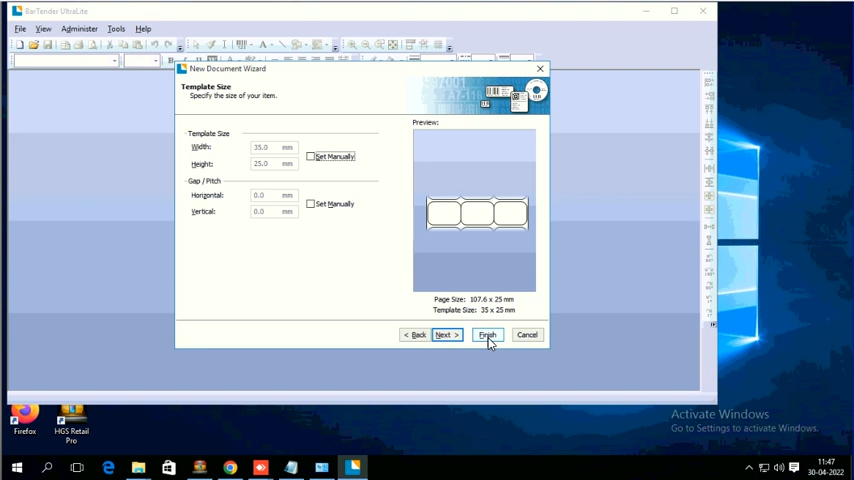 BarTender UltraLite
File View Administer Tools Help
New Document Wizard
Template Size
Specify the size of your item.
Template Size
Width: 35.0 mm
Height: 25.0 mm
Set Manually
Gap / Pitch
Horizontal: 0.0 mm
Vertical: 0.0 mm
Set Manually
Preview:
Page Size: 107.6 x 25 mm
Template Size: 35 x 25 mm
< Back Next > Finish Cancel
Firefox
HGS Retail
Pro
Activate Windows
Go to Settings to activate Windows.
11:47
30-04-2022